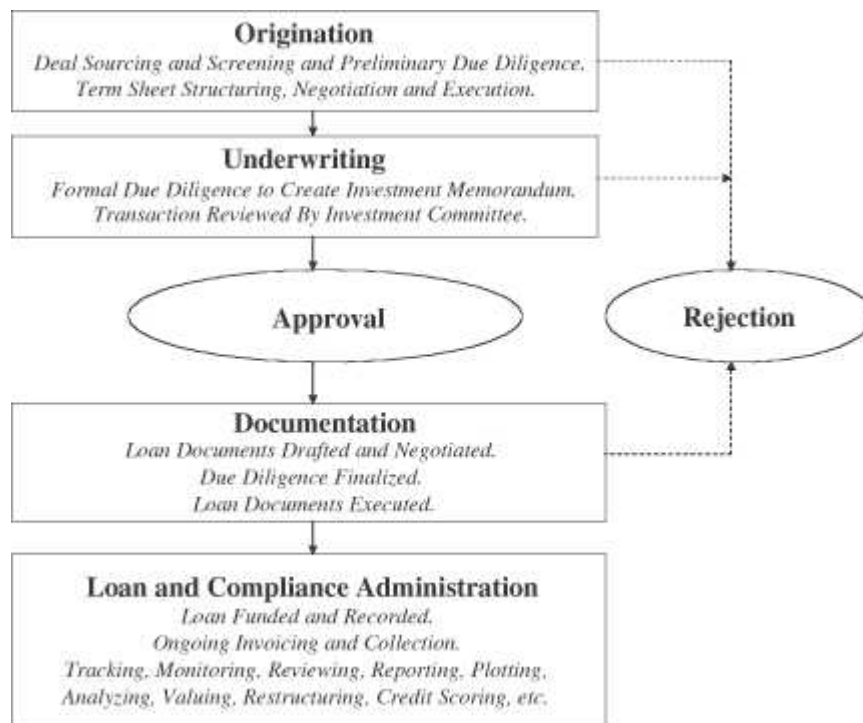 Origination
Deal Sourcing and Screening and Preliminary Due Diligence.
Term Sheet Structuring, Negotiation and Execution.
Underwriting
Formal Due Diligence to Create Investment Memorandum.
Transaction Reviewed By Investment Committee.
Approval
Rejection
Documentation
Loan Documents Drafted and Negotiated.
Due Diligence Finalized.
Loan Documents Executed.
Loan and Compliance Administration
Loan Funded and Recorded.
Ongoing Invoicing and Collection.
Tracking, Monitoring, Reviewing, Reporting, Plotting,
Analyzing, Valuing, Restructuring, Credit Scoring, etc.